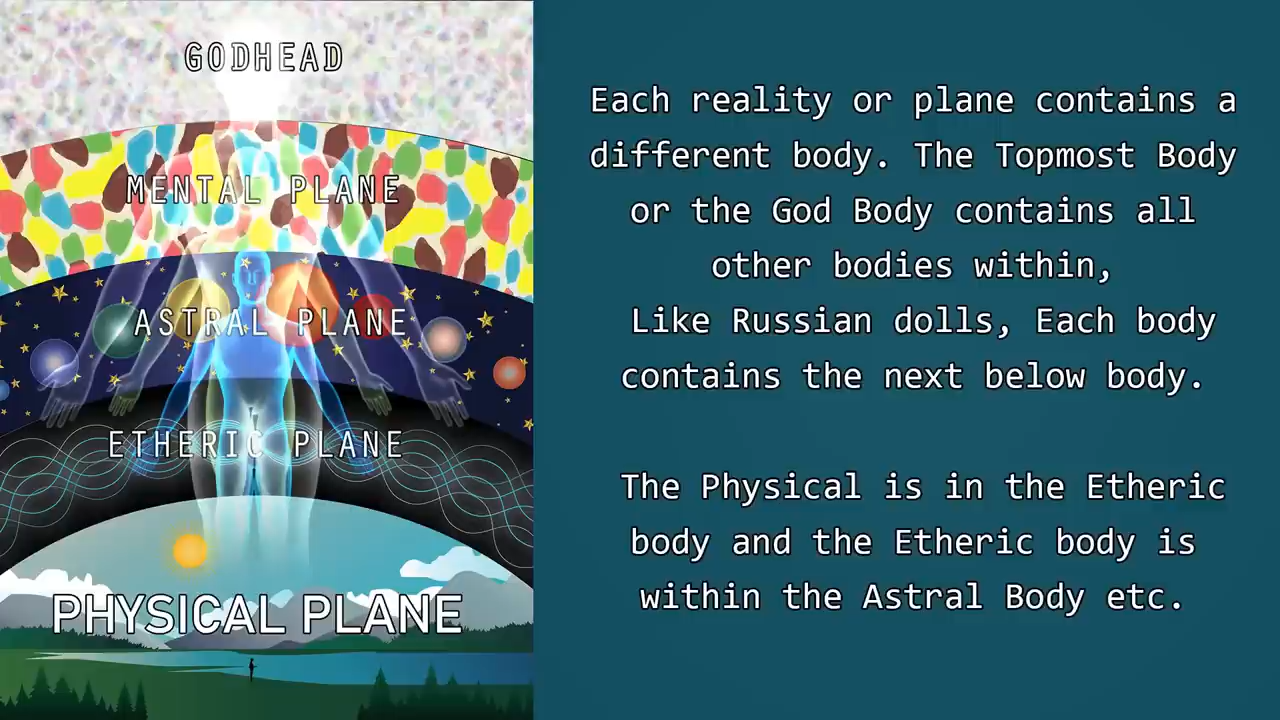 GODHEAD
MENTAL PLANE
ASTRAL PLANE
ETHERIC PLANE
PHYSICAL PLANE
Each reality or plane contains a
different body. The Topmost Body
or the God Body contains all
other bodies within,
Like Russian dolls, Each body
contains the next below body.
The Physical is in the Etheric
body and the Etheric body is
within the Astral Body etc.